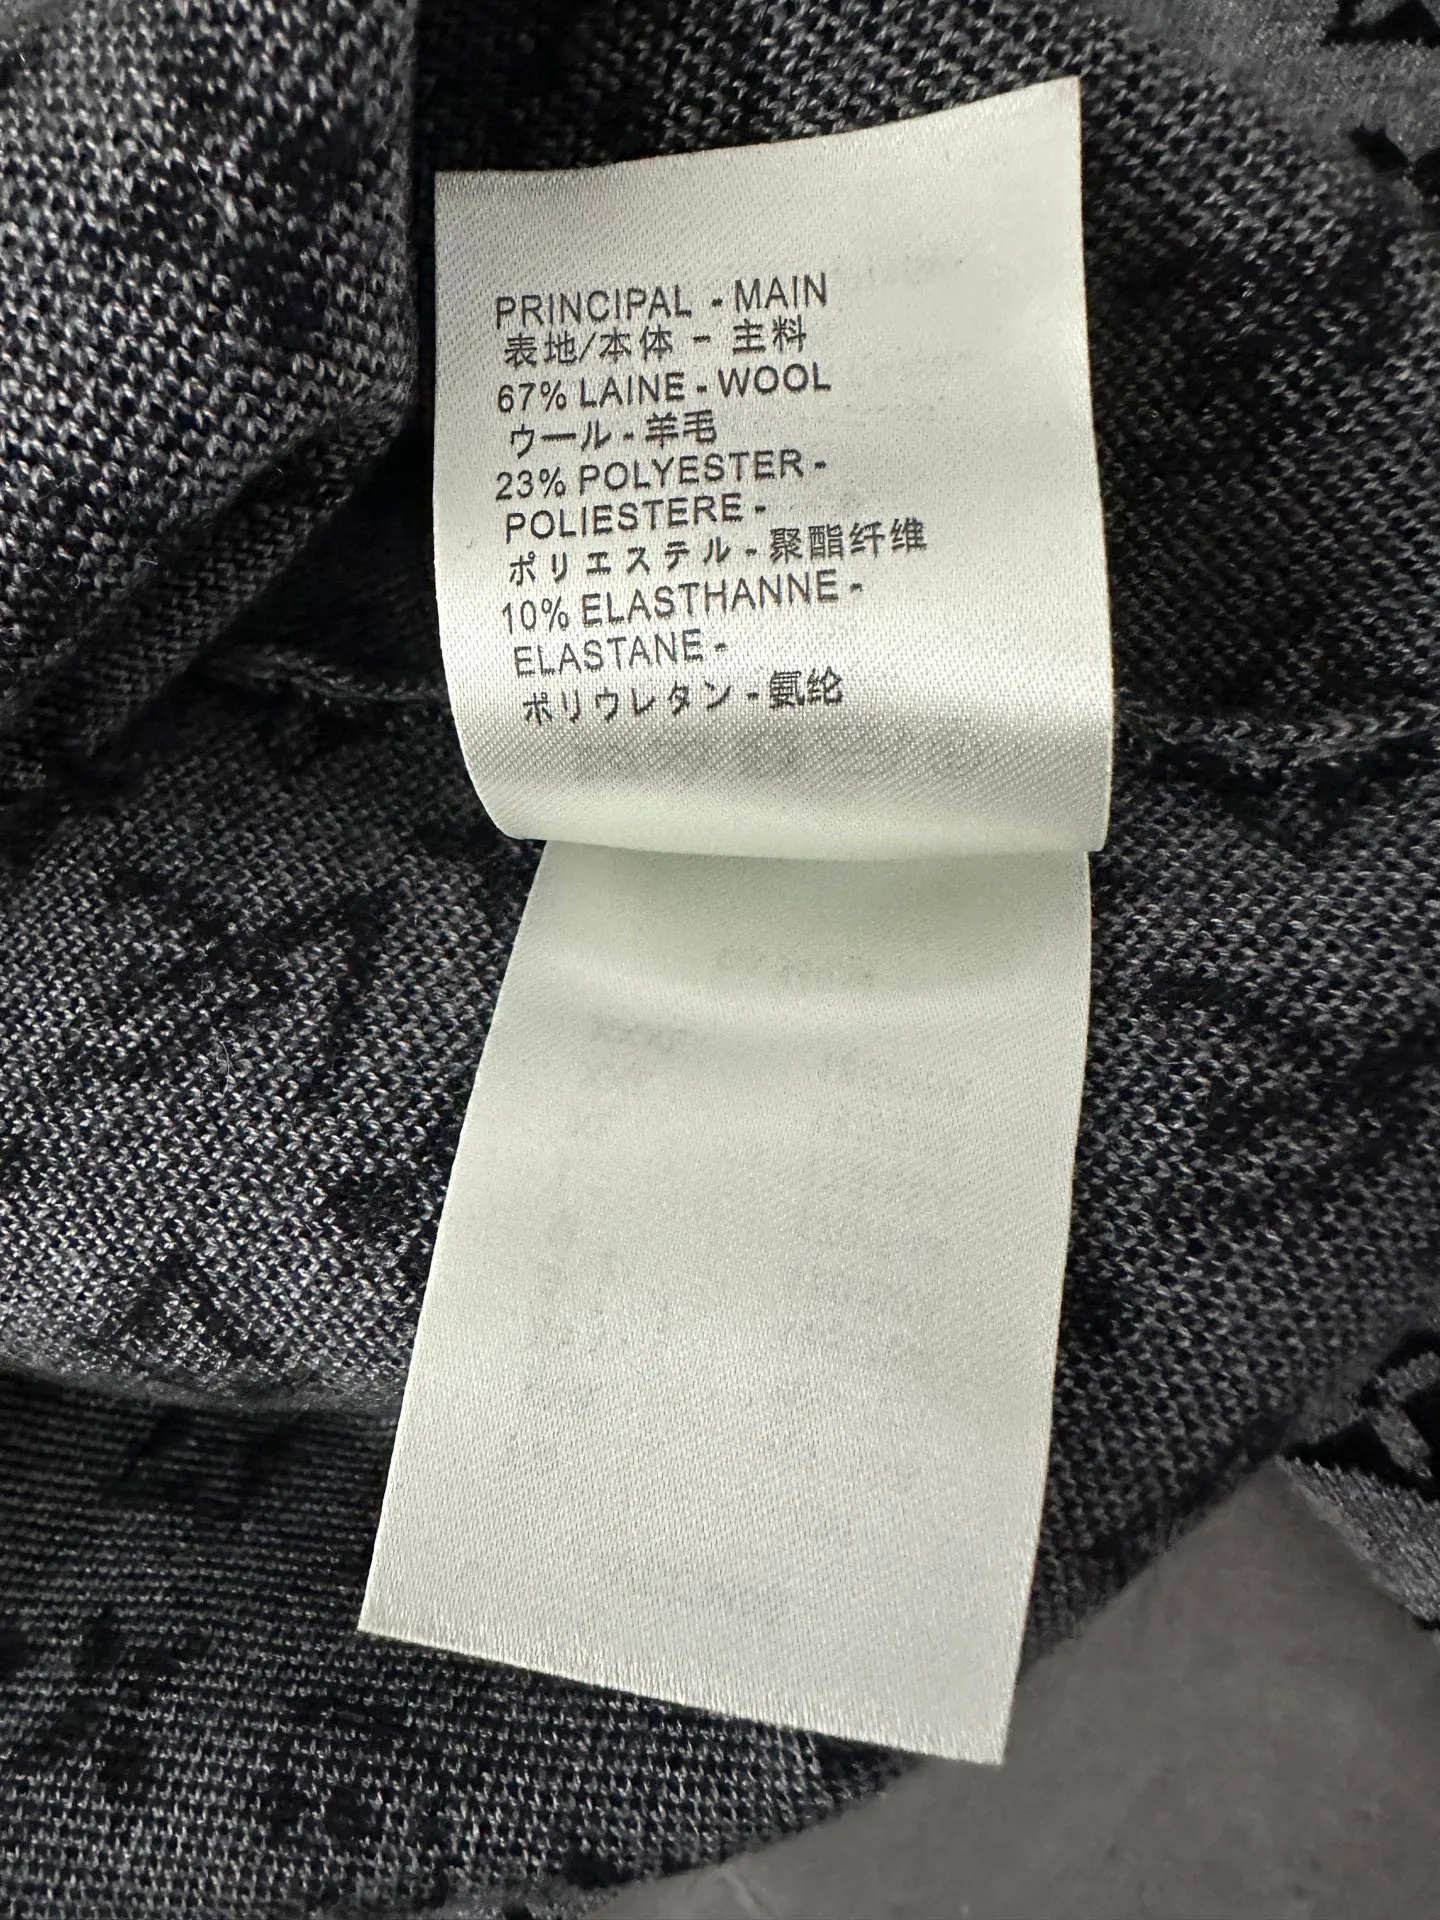 PRINCIPAL - MAIN
表地/本体 - 主料
67% LAINE - WOOL
ウール - 羊毛
23% POLYESTER -
POLIESTERE -
ポリエステル - 聚酯纤维
10% ELASTHANNE -
ELASTANE -
ポリウレタン - 氨纶